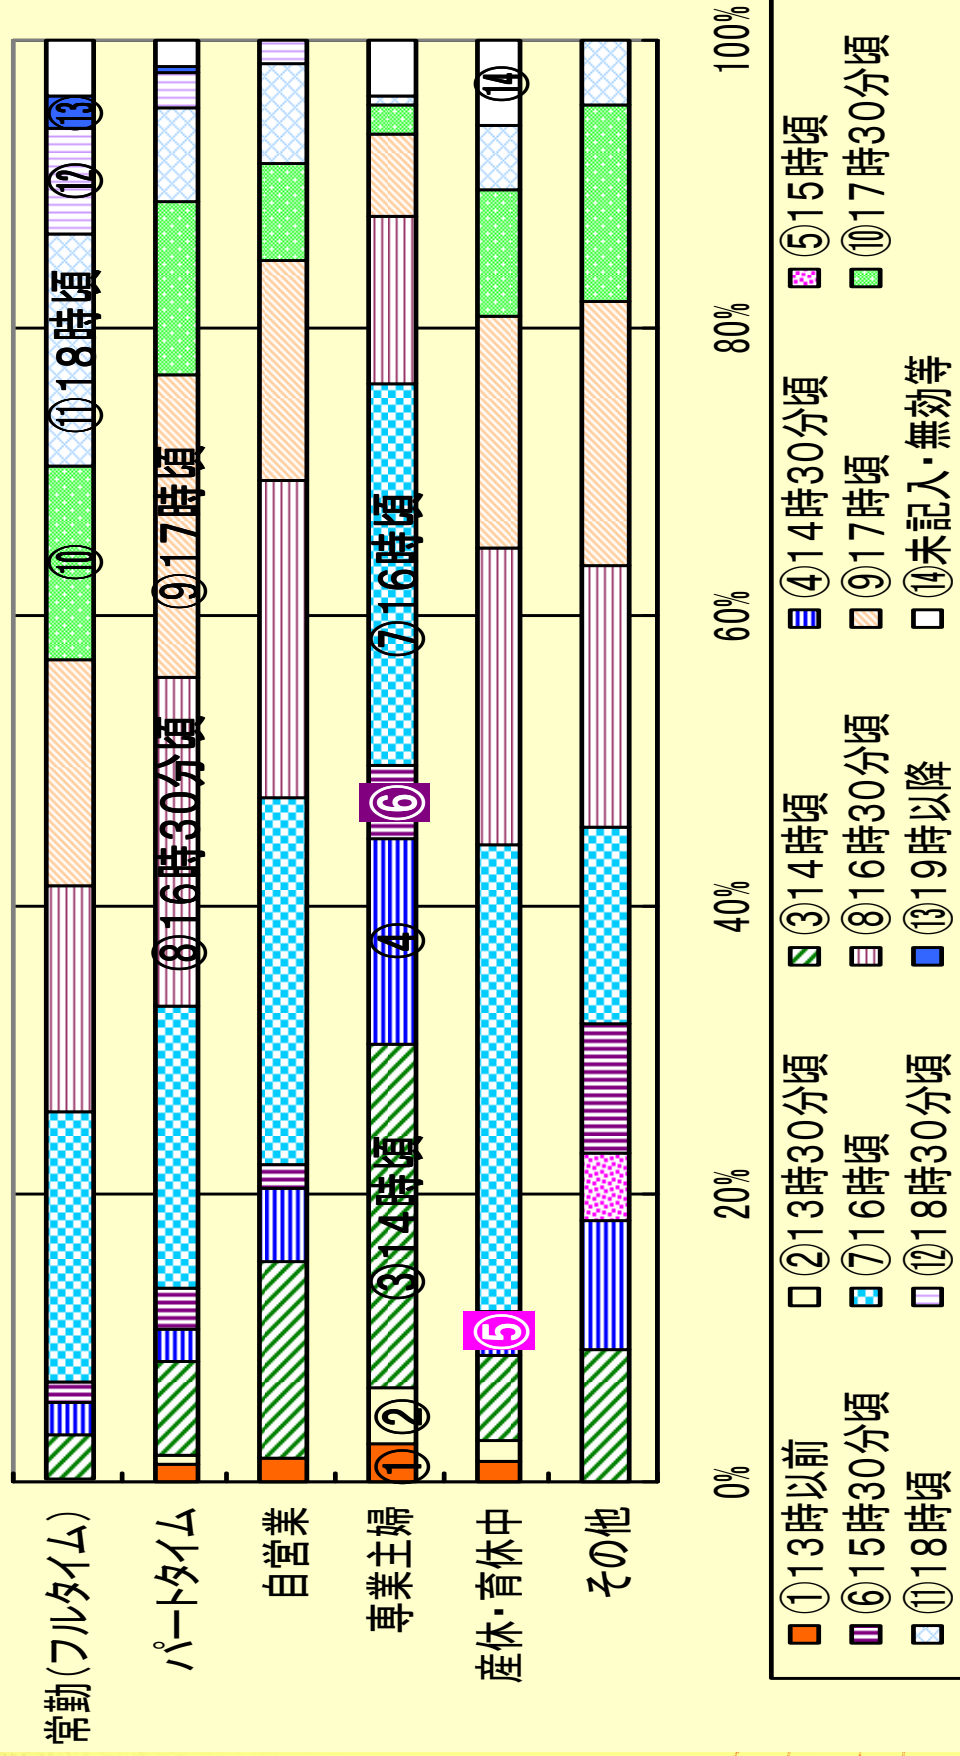 常勤(フルタイム)
⑩
⑪18時頃
⑫
⑬
パートタイム
⑧16時30分頃
⑨17時頃
自営業
専業主婦
①
②
③14時頃
④
⑥
⑦16時頃
産休・育休中
⑤
⑭
その他
0% 20% 40% 60% 80% 100%
①13時以前 ②13時30分頃 ③14時頃 ④14時30分頃 ⑤15時頃
⑥15時30分頃 ⑦16時頃 ⑧16時30分頃 ⑨17時頃 ⑩17時30分頃
⑪18時頃 ⑫18時30分頃 ⑬19時以降 ⑭未記入・無効等